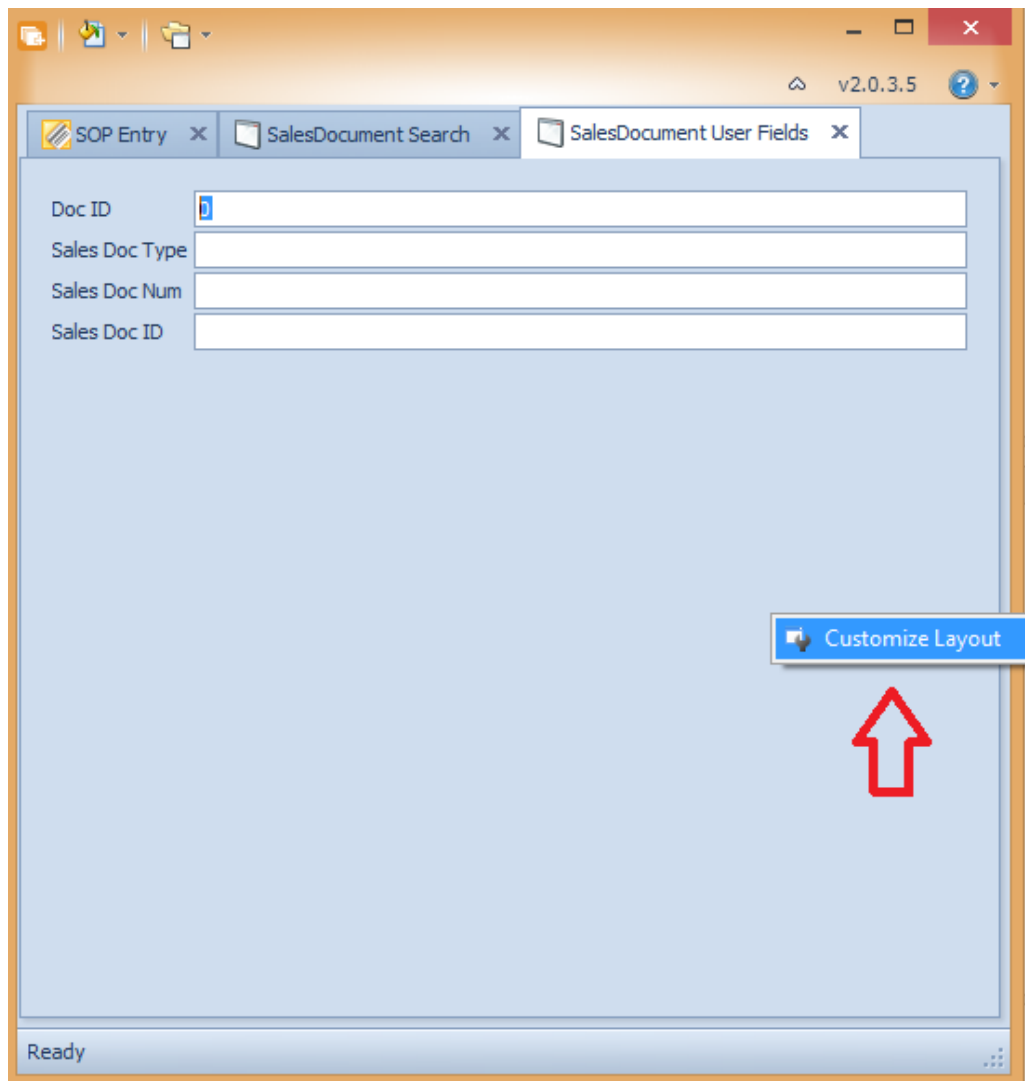 v2.0.3.5
SOP Entry
SalesDocument Search
SalesDocument User Fields
Doc ID
0
Sales Doc Type
Sales Doc Num
Sales Doc ID
Customize Layout
Ready